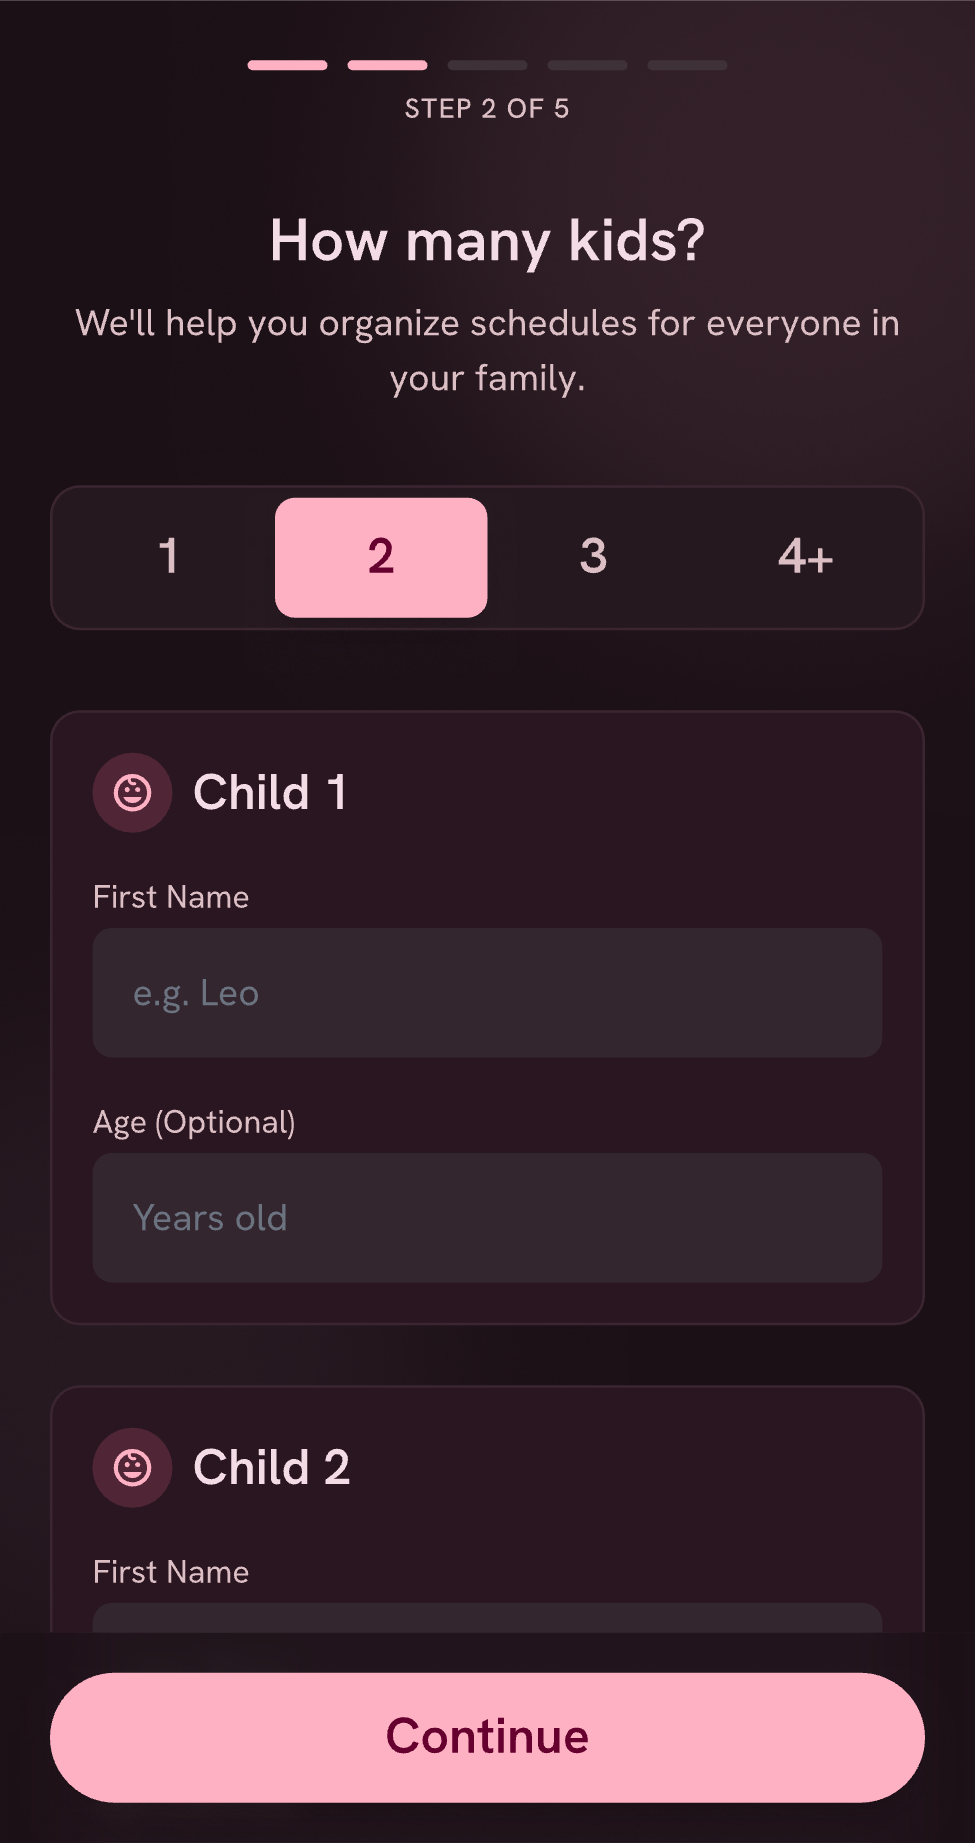 STEP 2 OF 5
How many kids?
We'll help you organize schedules for everyone in
your family.
1 2 3 4+
Child 1
First Name
e.g. Leo
Age (Optional)
Years old
Child 2
First Name
Continue